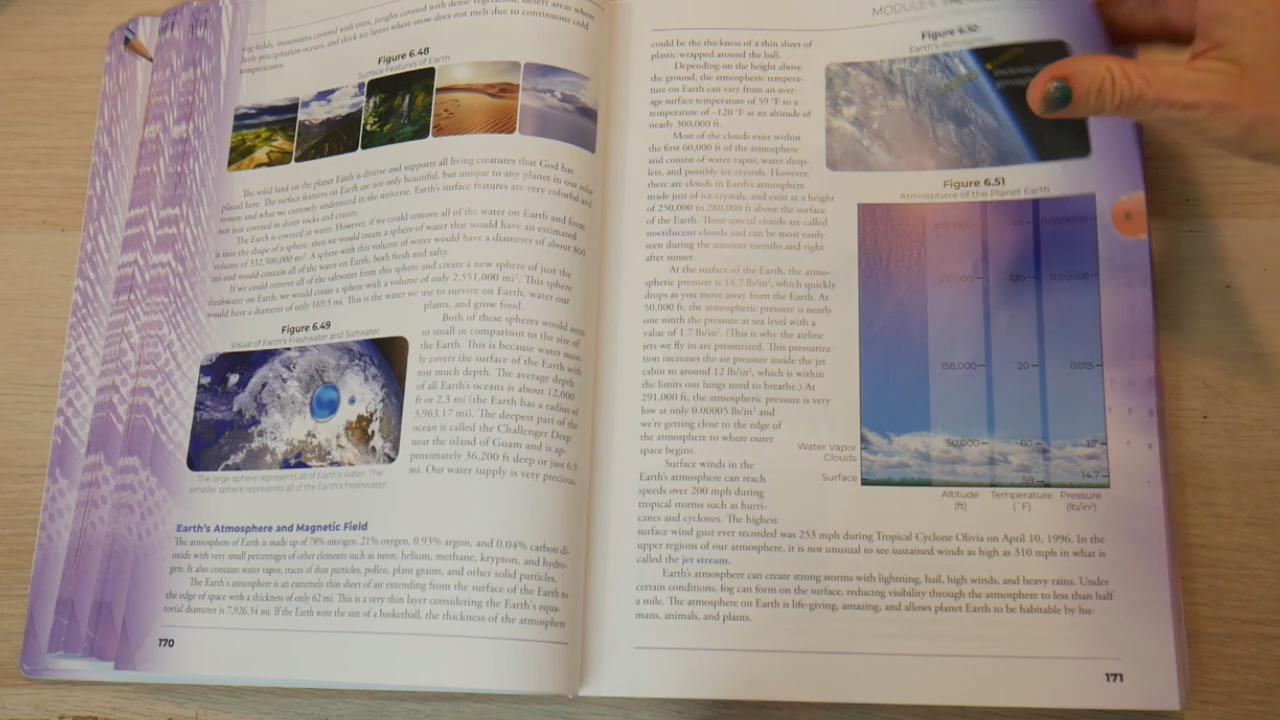 ing fields, mountains covered with trees, jungles covered with dense vegetation, desert areas where
little precipitation occurs, and thick ice layers where snow does not melt due to continuous cold
temperatures.
Figure 6.48
Surface Features of Earth
The solid land on the planet Earth is diverse and supports all living creatures that God has
placed here. The surface features on Earth are not only beautiful, but unique to any planet in our solar
system and what we currently understand in the universe. Earth's surface features are very colorful and
not just covered in dusty rocks and craters.
The Earth is covered in water. However, if we could remove all of the water on Earth and form
it into the shape of a sphere, then we would create a sphere of water that would have an estimated
volume of 332,500,000 mi³. A sphere with this volume of water would have a diameter of about 860
mi and would contain all of the water on Earth, both fresh and salty.
If we could remove all of the saltwater from this sphere and create a new sphere of just the
freshwater on Earth, we would create a sphere with a volume of only 2,551,000 mi³. This sphere
would have a diameter of only 169.5 mi. This is the water we use to survive on Earth, water our
plants, and grow food.
Figure 6.49
Visual of Earth's Freshwater and Saltwater
The large sphere represents all of Earth's water. The
smaller sphere represents all of the Earth's freshwater.
Both of these spheres would seem
so small in comparison to the size of
the Earth. This is because water most-
ly covers the surface of the Earth with
not much depth. The average depth
of all Earth's oceans is about 12,000
ft or 2.3 mi (the Earth has a radius of
3,963.17 mi). The deepest part of the
ocean is called the Challenger Deep
near the island of Guam and is ap-
proximately 36,200 ft deep or just 6.9
mi. Our water supply is very precious.
Earth's Atmosphere and Magnetic Field
The atmosphere of Earth is made up of 78% nitrogen, 21% oxygen, 0.93% argon, and 0.04% carbon di-
oxide with very small percentages of other elements such as neon, helium, methane, krypton, and hydro-
gen. It also contains water vapor, traces of dust particles, pollen, plant grains, and other solid particles.
The Earth's atmosphere is an extremely thin sheet of air extending from the surface of the Earth to
the edge of space with a thickness of only 62 mi. This is a very thin layer considering the Earth's equa-
torial diameter is 7,926.34 mi. If the Earth were the size of a basketball, the thickness of the atmosphere
170
MODULE 6:
could be the thickness of a thin sheet of
plastic wrapped around the ball.
Depending on the height above
the ground, the atmospheric tempera-
ture on Earth can vary from an aver-
age surface temperature of 59 °F to a
temperature of −120 °F at an altitude of
nearly 300,000 ft.
Most of the clouds exist within
the first 60,000 ft of the atmosphere
and consist of water vapor, water drop-
lets, and possibly ice crystals. However,
there are clouds in Earth's atmosphere
made just of ice crystals, and exist at a height
of 250,000 to 280,000 ft above the surface
of the Earth. These special clouds are called
noctilucent clouds and can be most easily
seen during the summer months and right
after sunset.
At the surface of the Earth, the atmo-
spheric pressure is 14.7 lb/in², which quickly
drops as you move away from the Earth. At
50,000 ft, the atmospheric pressure is nearly
one ninth the pressure at sea level with a
value of 1.7 lb/in². (This is why the airline
jets we fly in are pressurized. This pressuriza-
tion increases the air pressure inside the jet
cabin to around 12 lb/in², which is within
the limits our lungs need to breathe.) At
291,000 ft, the atmospheric pressure is very
low at only 0.00005 lb/in² and
we're getting close to the edge of
the atmosphere to where outer
space begins.
Surface winds in the
Earth's atmosphere can reach
speeds over 200 mph during
tropical storms such as hurri-
canes and cyclones. The highest
surface wind gust ever recorded was 253 mph during Tropical Cyclone Olivia on April 10, 1996. In the
upper regions of our atmosphere, it is not unusual to see sustained winds as high as 310 mph in what is
called the jet stream.
Earth's atmosphere can create strong storms with lightning, hail, high winds, and heavy rains. Under
certain conditions, fog can form on the surface, reducing visibility through the atmosphere to less than half
a mile. The atmosphere on Earth is life-giving, amazing, and allows planet Earth to be habitable by hu-
mans, animals, and plants.
Figure 6.50
Earth's
Figure 6.51
Atmosphere of the Planet Earth
158,000 20 0.015
50,000
Water Vapor
Clouds
Surface 59 14.7
Altitude (ft) Temperature (°F) Pressure (lb/in²)
171